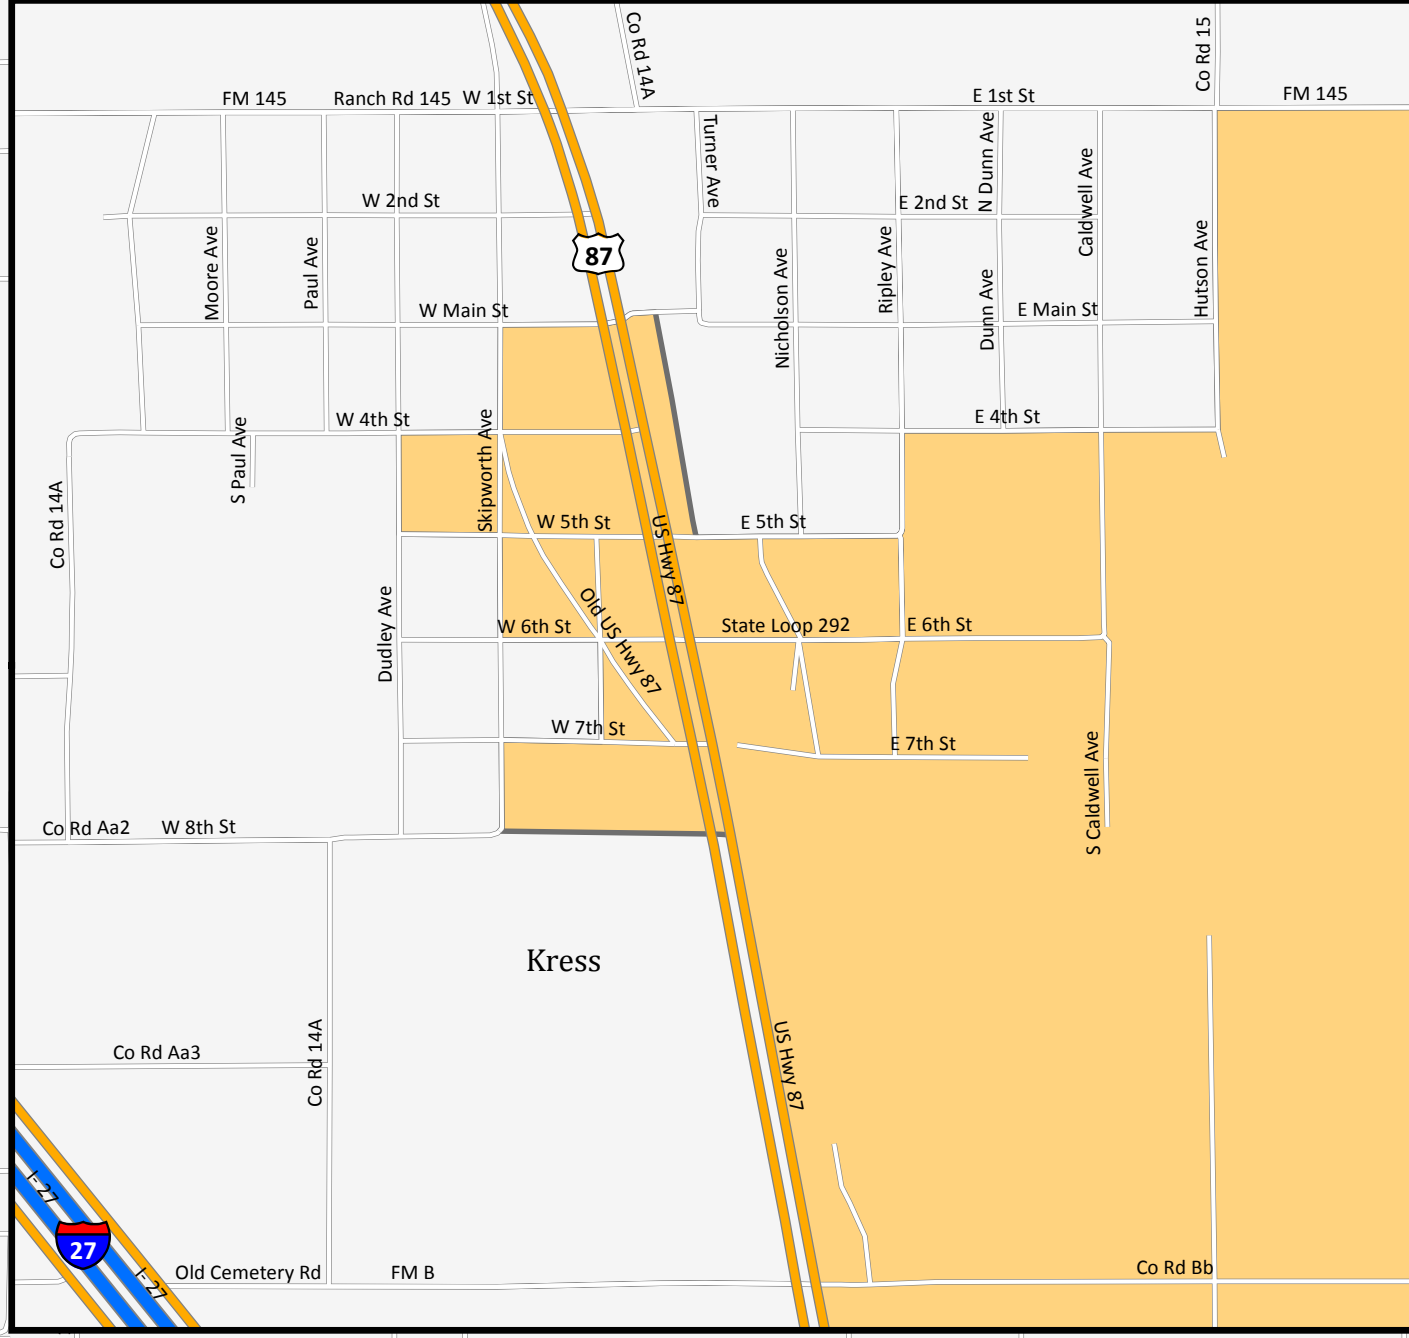 Co Rd 14A
Co Rd 15
FM 145
Ranch Rd 145
W 1st St
E 1st St
FM 145
Turner Ave
N Dunn Ave
Caldwell Ave
W 2nd St
E 2nd St
Moore Ave
Paul Ave
87
Nicholson Ave
Ripley Ave
Dunn Ave
Hutson Ave
W Main St
E Main St
W 4th St
E 4th St
S Paul Ave
Skipworth Ave
Co Rd 14A
W 5th St
E 5th St
US Hwy 87
Dudley Ave
Old US Hwy 87
W 6th St
State Loop 292
E 6th St
W 7th St
E 7th St
S Caldwell Ave
Co Rd Aa2
W 8th St
Kress
Co Rd 14A
US Hwy 87
Co Rd Aa3
I-27
27
I-27
Old Cemetery Rd
FM B
Co Rd Bb